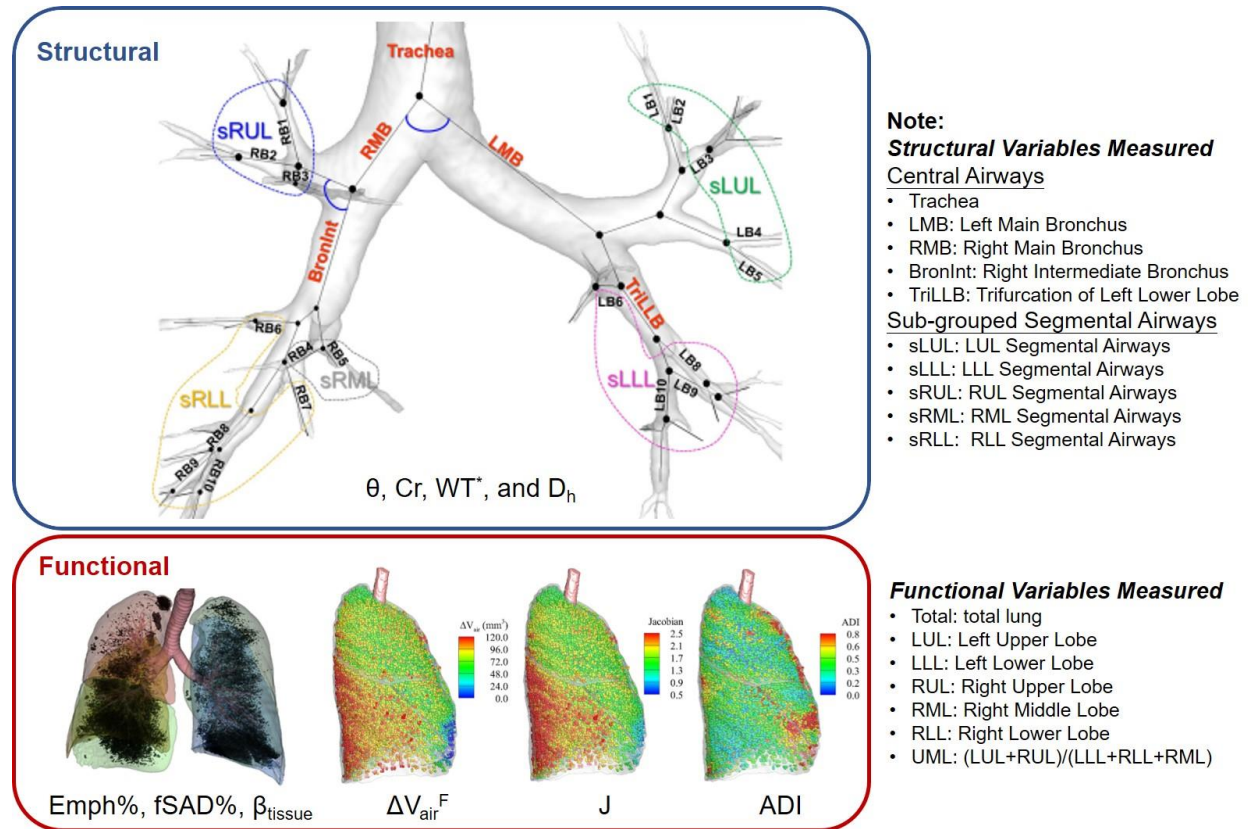 Structural
Trachea
RMB
LMB
BronInt
TriLLB
sRUL
RB1
RB2
RB3
sLUL
LB1
LB2
LB3
LB4
LB5
LB6
sRLL
RB6
RB4
RB5
sRML
RB7
RB8
RB9
RB10
sLLL
LB8
LB9
LB10
θ, Cr, WT*, and Dh
Note:
Structural Variables Measured
Central Airways
• Trachea
• LMB: Left Main Bronchus
• RMB: Right Main Bronchus
• BronInt: Right Intermediate Bronchus
• TriLLB: Trifurcation of Left Lower Lobe
Sub-grouped Segmental Airways
• sLUL: LUL Segmental Airways
• sLLL: LLL Segmental Airways
• sRUL: RUL Segmental Airways
• sRML: RML Segmental Airways
• sRLL: RLL Segmental Airways
Functional
ΔVair (mm³)
120.0
96.0
72.0
48.0
24.0
0.0
Jacobian
2.5
2.1
1.7
1.3
0.9
0.5
ADI
0.8
0.6
0.5
0.3
0.2
0.0
Emph%, fSAD%, βtissue
ΔVairF
J
ADI
Functional Variables Measured
• Total: total lung
• LUL: Left Upper Lobe
• LLL: Left Lower Lobe
• RUL: Right Upper Lobe
• RML: Right Middle Lobe
• RLL: Right Lower Lobe
• UML: (LUL+RUL)/(LLL+RLL+RML)